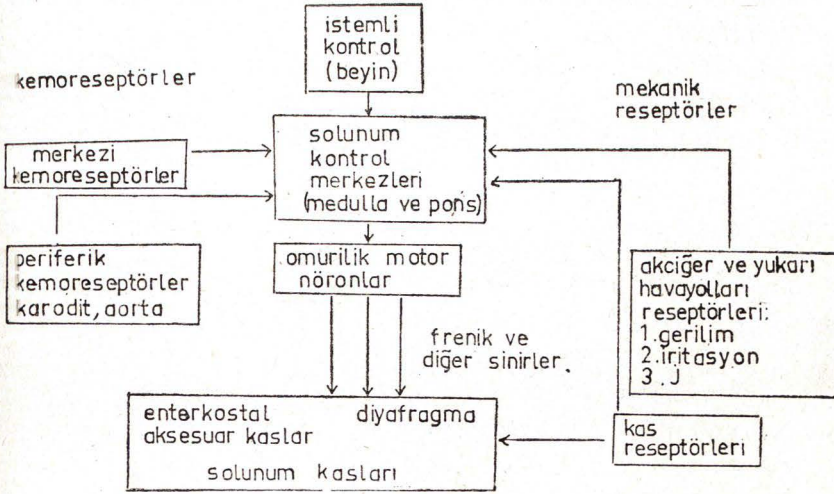 istemli
kontrol
(beyin)
kemoreseptörler
mekanik
reseptörler
solunum
kontrol
merkezleri
(medulla ve pons)
merkezi
kemoreseptörler
periferik
kemoreseptörler
karodit, aorta
omurilik motor
nöronlar
akciğer ve yukarı
havayolları
reseptörleri:
1.gerilim
2.iritasyon
3.J
frenik ve
diğer sinirler.
enterkostal diyafragma
aksesuar kaslar
solunum kasları
kas
reseptörleri